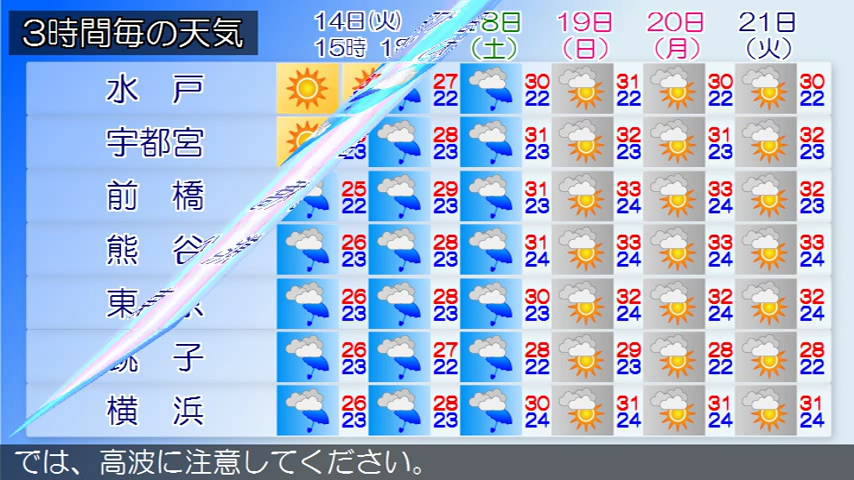 3時間毎の天気
14日(火) 8日 19日 20日 21日
15時 (土) (日) (月) (火)
水戸 27 30 31 30 30
22 22 22 22 22
宇都宮 28 31 32 31 32
23 23 23 23 23 23
前橋 25 29 31 33 33 32
22 23 23 24 24 23
熊谷 26 28 31 33 33 33
23 23 24 24 24 24
東 26 28 30 32 32 32
23 23 23 24 24 24
子 26 27 28 29 28 28
23 22 22 23 22 22
横浜 26 28 30 31 31 31
23 23 24 24 24 24
では、高波に注意してください。